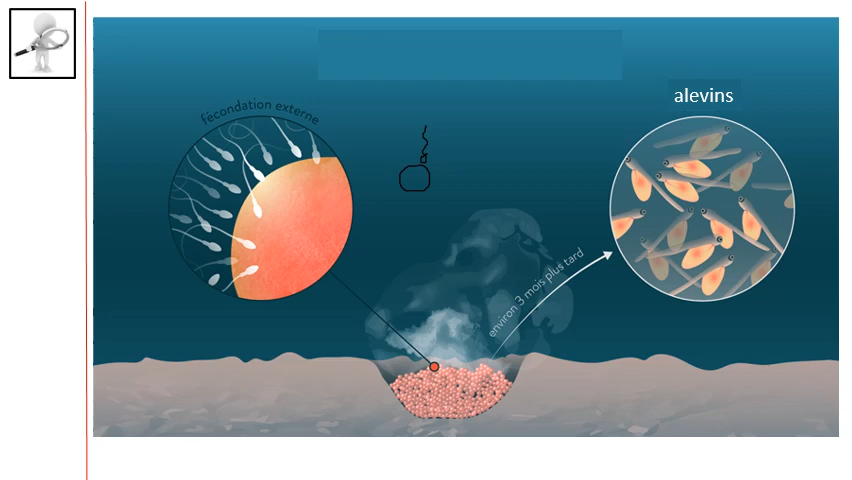 fécondation externe
alevins
environ 3 mois plus tard